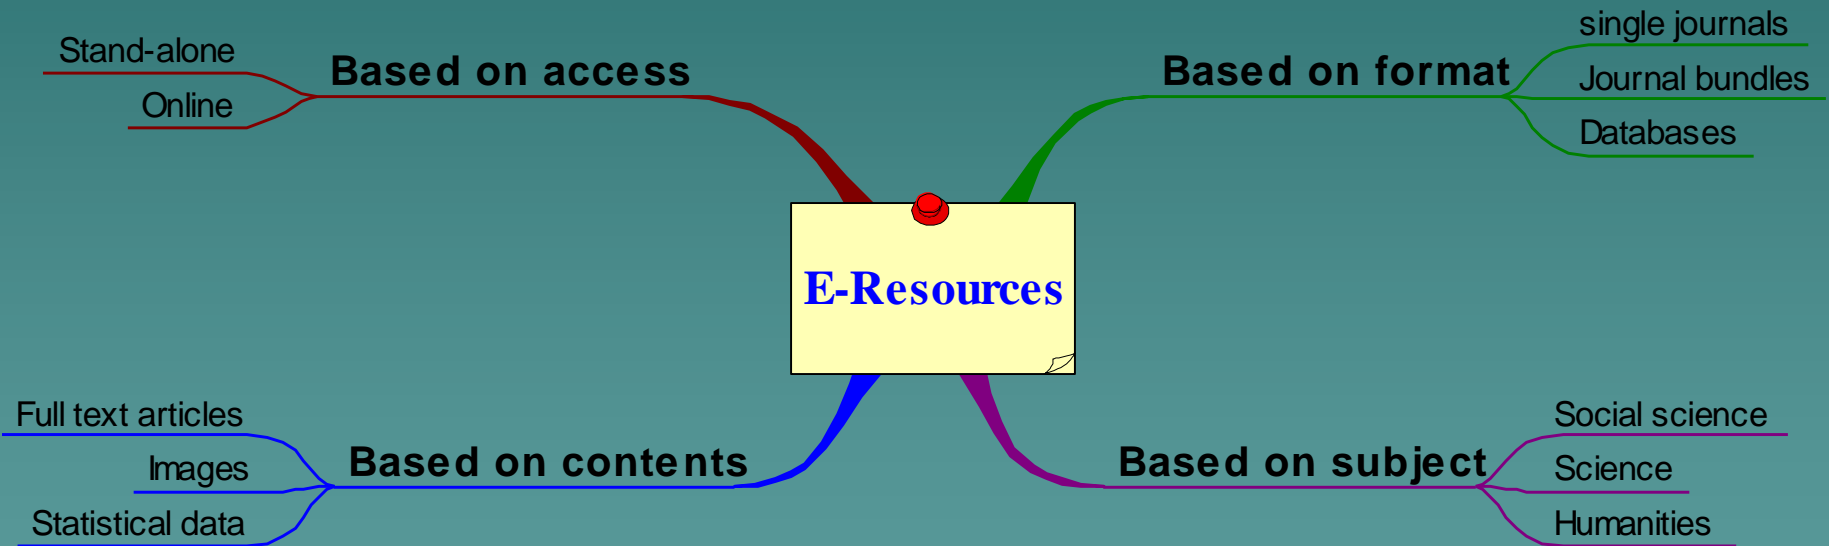 Stand-alone
Online
Based on access
Based on format
single journals
Journal bundles
Databases
E-Resources
Full text articles
Images
Statistical data
Based on contents
Based on subject
Social science
Science
Humanities